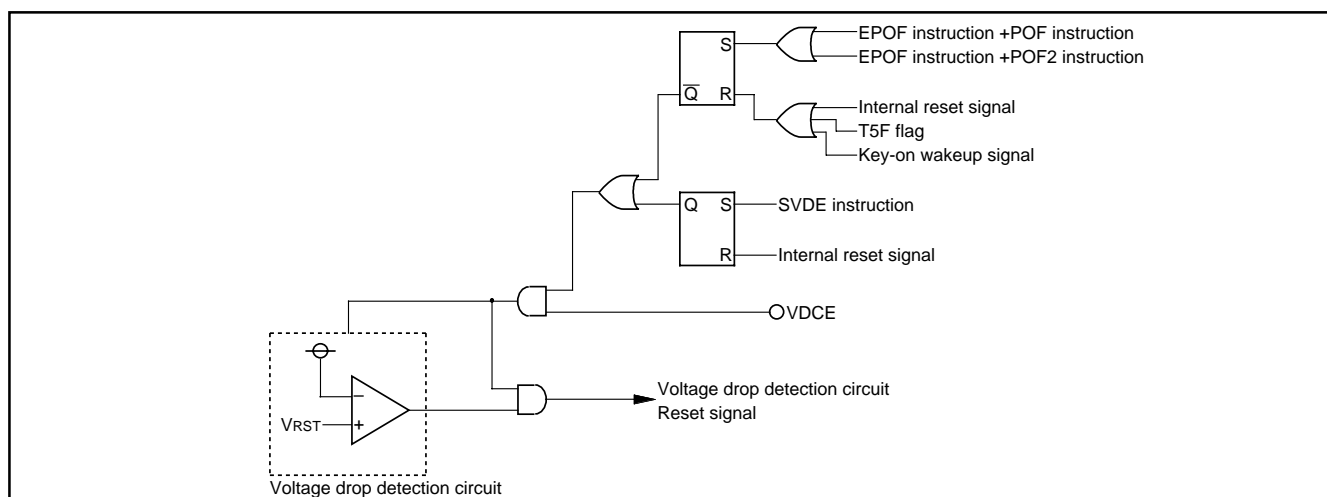 EPOF instruction +POF instruction
S
EPOF instruction +POF2 instruction
Q R
Internal reset signal
T5F flag
Key-on wakeup signal
Q S
SVDE instruction
R
Internal reset signal
VDCE
−
VRST
+
Voltage drop detection circuit
Reset signal
Voltage drop detection circuit